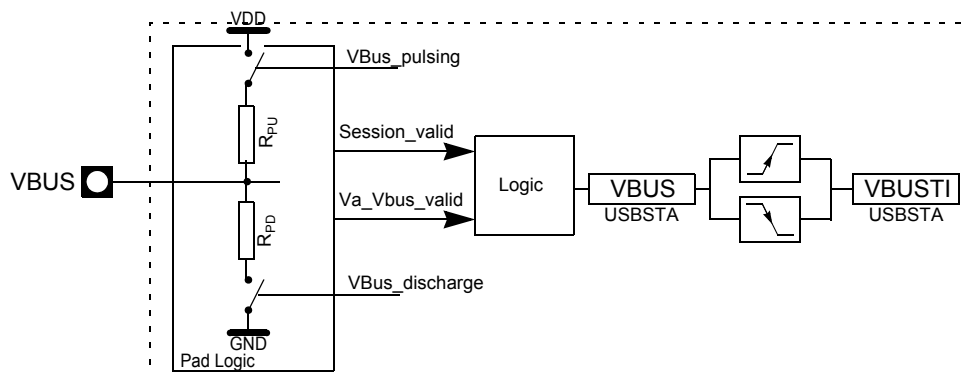 VDD
VBus_pulsing
RPU
Session_valid
VBUS
Logic
VBUS
VBUSTI
USBSTA
USBSTA
Va_Vbus_valid
RPD
VBus_discharge
GND
Pad Logic